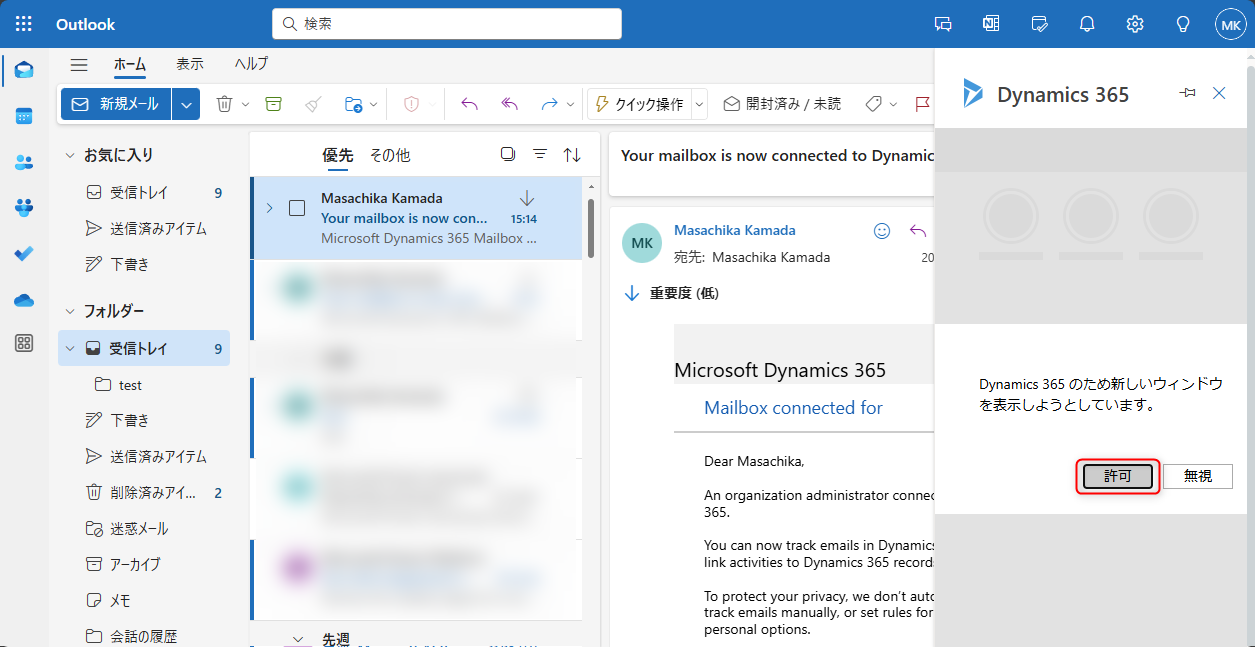 Outlook
検索
MK
ホーム 表示 ヘルプ
新規メール
クイック操作
開封済み / 未読
お気に入り
受信トレイ 9
送信済みアイテム
下書き
フォルダー
受信トレイ 9
test
下書き
送信済みアイテム
削除済みアイ... 2
迷惑メール
アーカイブ
メモ
会話の履歴
優先 その他
Masachika Kamada
Your mailbox is now con... 15:14
Microsoft Dynamics 365 Mailbox ...
先週
Your mailbox is now connected to Dynamic
MK
Masachika Kamada
宛先: Masachika Kamada
20
重要度 (低)
Microsoft Dynamics 365
Mailbox connected for
Dear Masachika,
An organization administrator connec
365.
You can now track emails in Dynamics
link activities to Dynamics 365 record
To protect your privacy, we don't auto
track emails manually, or set rules for
personal options.
Dynamics 365
Dynamics 365 のため新しいウィンドウ
を表示しようとしています。
許可 無視